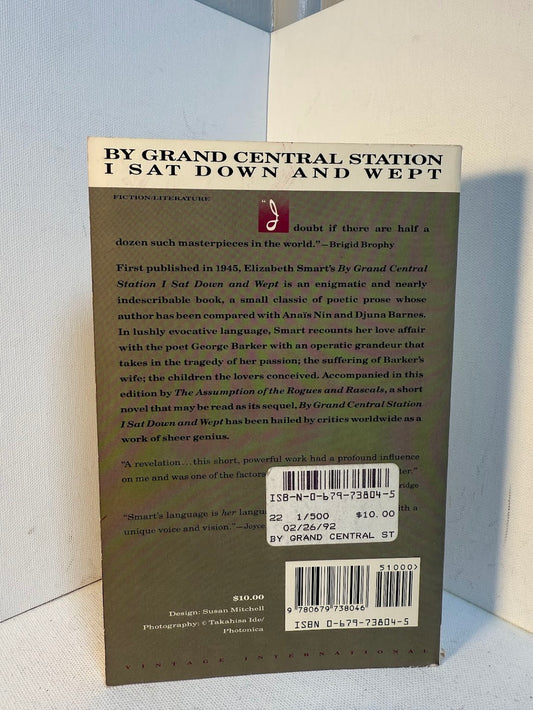 BY GRAND CENTRAL STATION
I SAT DOWN AND WEPT
FICTION/LITERATURE
"I doubt if there are half a
dozen such masterpieces in the world."—Brigid Brophy
First published in 1945, Elizabeth Smart's By Grand Central
Station I Sat Down and Wept is an enigmatic and nearly
indescribable book, a small classic of poetic prose whose
author has been compared with Anaïs Nin and Djuna Barnes.
In lushly evocative language, Smart recounts her love affair
with the poet George Barker with an operatic grandeur that
takes in the tragedy of her passion; the suffering of Barker's
wife; the children the lovers conceived. Accompanied in this
edition by The Assumption of the Rogues and Rascals, a short
novel that may be read as its sequel, By Grand Central Station
I Sat Down and Wept has been hailed by critics worldwide as a
work of sheer genius.
"A revelation...this short, powerful work had a profound influence
on me and was one of the factors
"Smart's language is her with a
unique voice and vision."—Joyce
ISB-N-0-679-73804-5
22 1/500 $10.00
02/26/92
BY GRAND CENTRAL ST
51000
$10.00
Design: Susan Mitchell
Photography: © Takahisa Ide/
Photonica
9 780679 738046
ISBN 0-679-73804-5
VINTAGE INTERNATIONAL